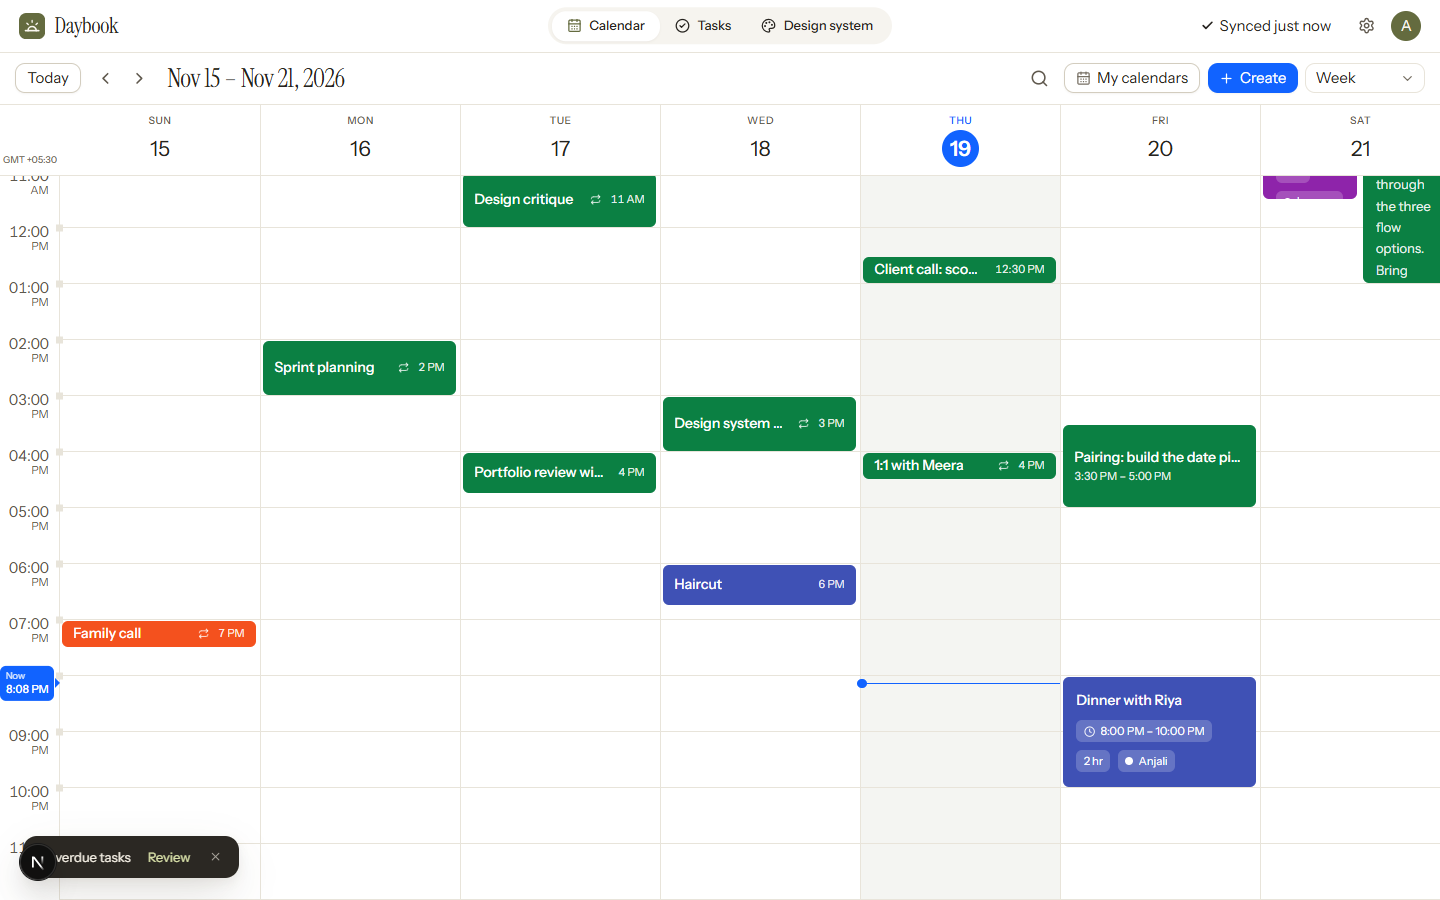 Daybook
Calendar
Tasks
Design system
Synced just now
A
Today
Nov 15 – Nov 21, 2026
My calendars
Create
Week
GMT +05:30
SUN
15
MON
16
TUE
17
WED
18
THU
19
FRI
20
SAT
21
11:00
AM
12:00
PM
01:00
PM
02:00
PM
03:00
PM
04:00
PM
05:00
PM
06:00
PM
07:00
PM
Now
8:08 PM
09:00
PM
10:00
PM
Family call 7 PM
Sprint planning 2 PM
Design critique 11 AM
Portfolio review wi... 4 PM
Design system ... 3 PM
Haircut 6 PM
Client call: sco... 12:30 PM
1:1 with Meera 4 PM
Pairing: build the date pi...
3:30 PM – 5:00 PM
Dinner with Riya
8:00 PM – 10:00 PM
2 hr
Anjali
through
the three
flow
options.
Bring
N
verdue tasks
Review